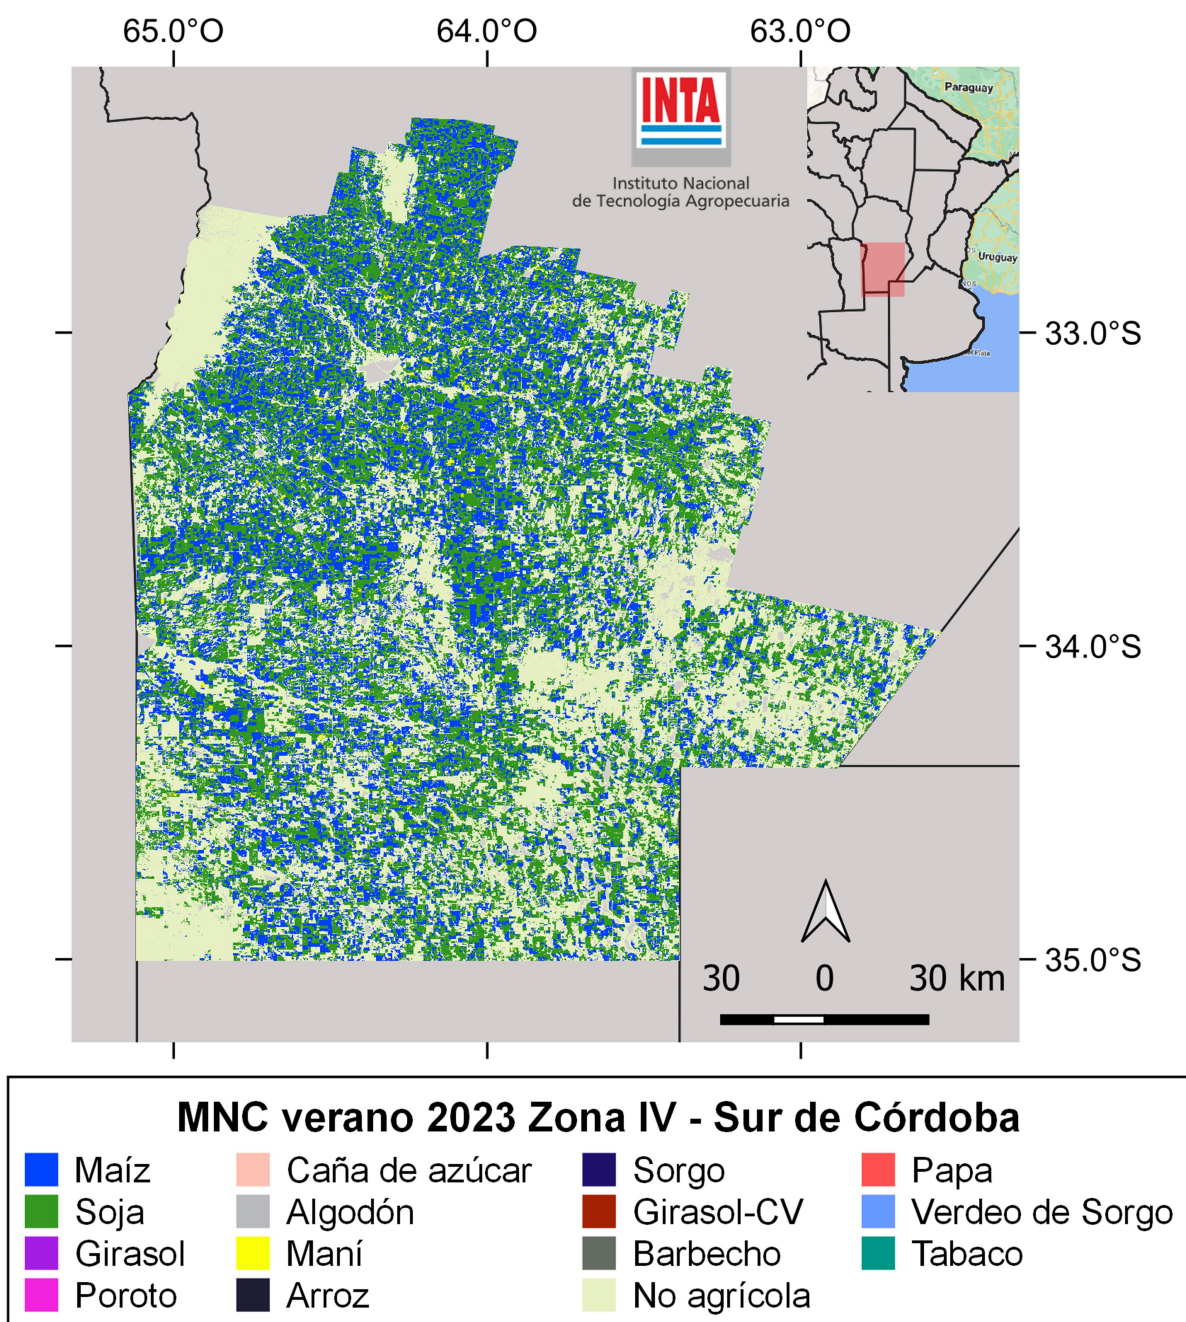 65.0°O 64.0°O 63.0°O
INTA
Instituto Nacional
de Tecnología Agropecuaria
Paraguay
Uruguay
33.0°S
34.0°S
35.0°S
30 0 30 km
MNC verano 2023 Zona IV - Sur de Córdoba
Maíz Caña de azúcar Sorgo Papa
Soja Algodón Girasol-CV Verdeo de Sorgo
Girasol Maní Barbecho Tabaco
Poroto Arroz No agrícola